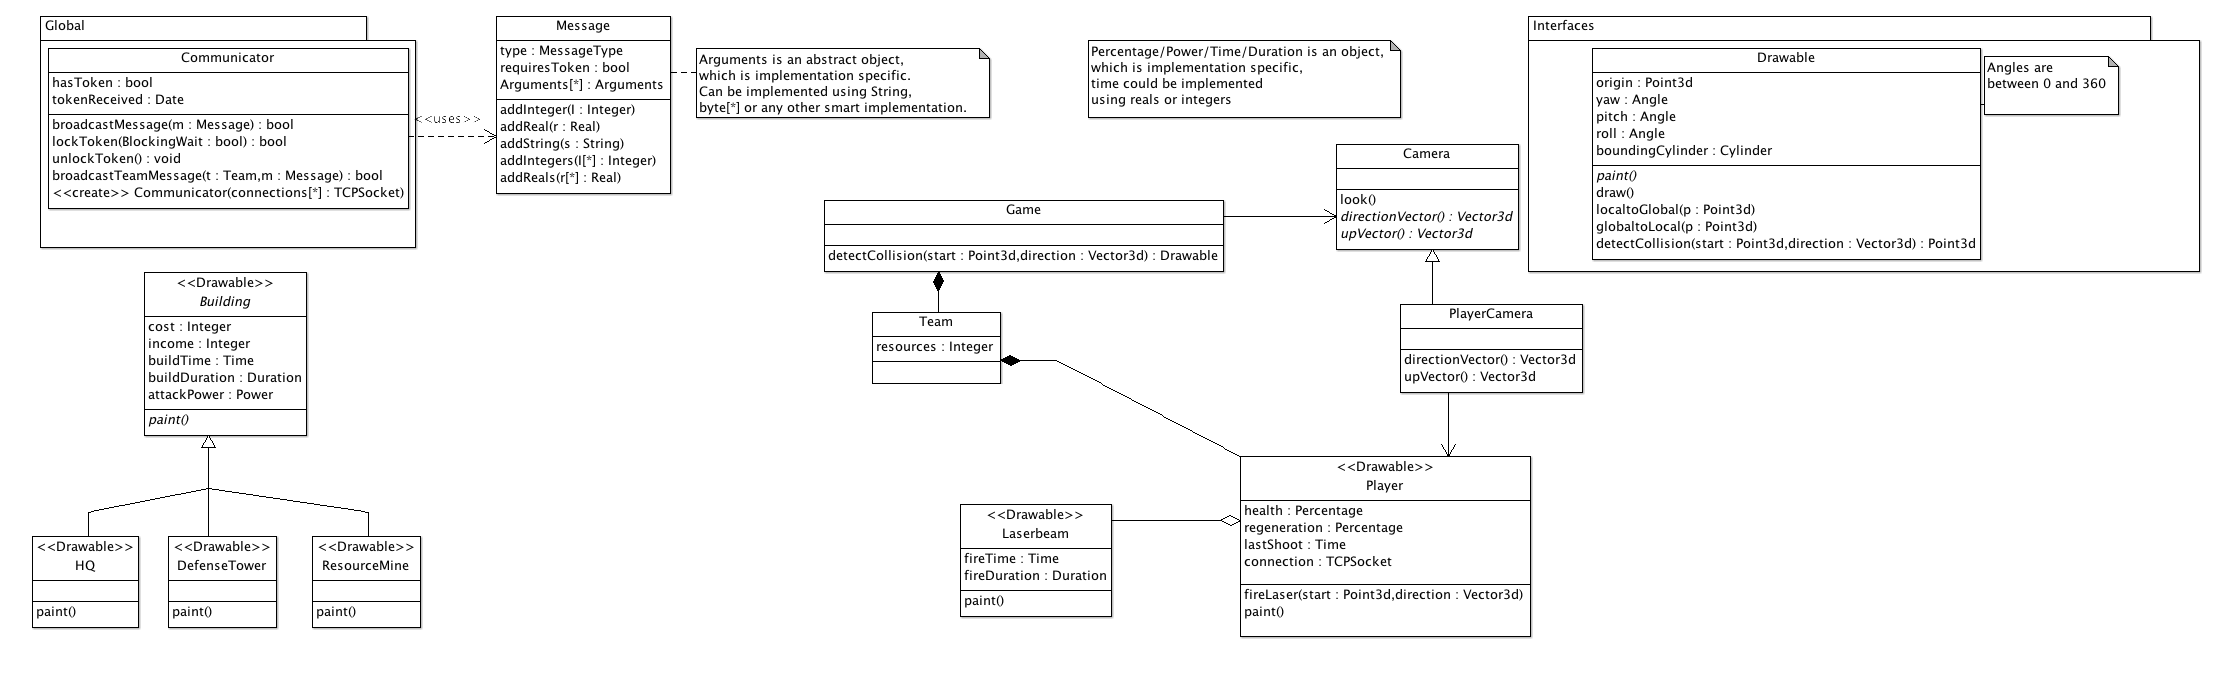 Global
Communicator
hasToken : bool
tokenReceived : Date
broadcastMessage(m : Message) : bool
lockToken(BlockingWait : bool) : bool
unlockToken() : void
broadcastTeamMessage(t : Team,m : Message) : bool
<<create>> Communicator(connections[*] : TCPSocket)
<<uses>>
Message
type : MessageType
requiresToken : bool
Arguments[*] : Arguments
addInteger(I : Integer)
addReal(r : Real)
addString(s : String)
addIntegers(I[*] : Integer)
addReals(r[*] : Real)
Arguments is an abstract object,
which is implementation specific.
Can be implemented using String,
byte[*] or any other smart implementation.
Percentage/Power/Time/Duration is an object,
which is implementation specific,
time could be implemented
using reals or integers
Interfaces
Drawable
origin : Point3d
yaw : Angle
pitch : Angle
roll : Angle
boundingCylinder : Cylinder
paint()
draw()
localtoGlobal(p : Point3d)
globaltoLocal(p : Point3d)
detectCollision(start : Point3d,direction : Vector3d) : Point3d
Angles are
between 0 and 360
Camera
look()
directionVector() : Vector3d
upVector() : Vector3d
Game
detectCollision(start : Point3d,direction : Vector3d) : Drawable
<<Drawable>>
Building
cost : Integer
income : Integer
buildTime : Time
buildDuration : Duration
attackPower : Power
paint()
Team
resources : Integer
PlayerCamera
directionVector() : Vector3d
upVector() : Vector3d
<<Drawable>>
Player
health : Percentage
regeneration : Percentage
lastShoot : Time
connection : TCPSocket
fireLaser(start : Point3d,direction : Vector3d)
paint()
<<Drawable>>
Laserbeam
fireTime : Time
fireDuration : Duration
paint()
<<Drawable>>
HQ
paint()
<<Drawable>>
DefenseTower
paint()
<<Drawable>>
ResourceMine
paint()